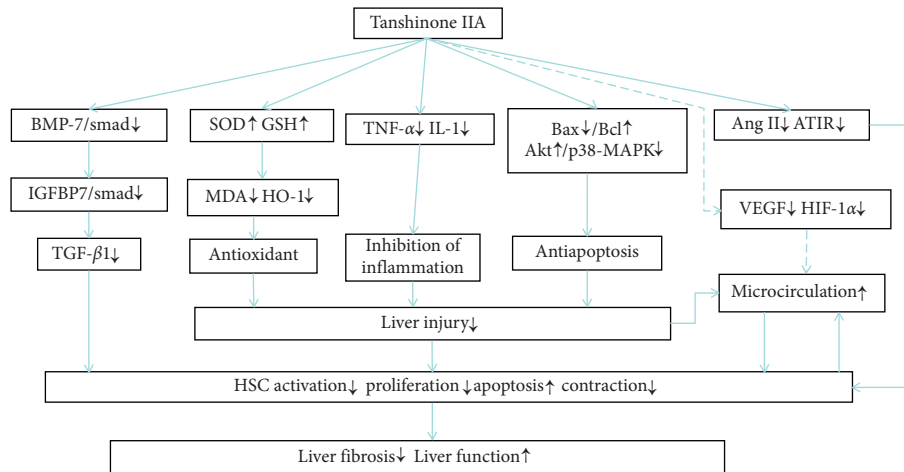 Tanshinone IIA
BMP-7/smad↓
SOD↑ GSH↑
TNF-α↓ IL-1↓
Bax↓/Bcl↑
Akt↑/p38-MAPK↓
Ang II↓ ATIR↓
IGFBP7/smad↓
MDA↓ HO-1↓
VEGF↓ HIF-1α↓
TGF-β1↓
Antioxidant
Inhibition of
inflammation
Antiapoptosis
Microcirculation↑
Liver injury↓
HSC activation↓ proliferation ↓apoptosis↑ contraction↓
Liver fibrosis↓ Liver function↑